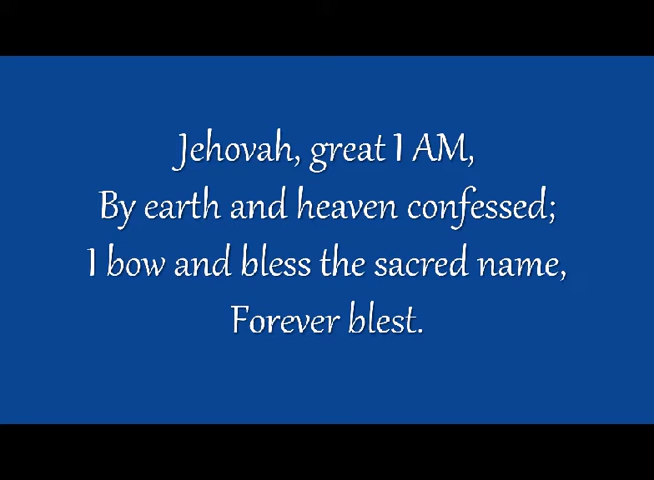 Jehovah, great I AM,
By earth and heaven confessed;
I bow and bless the sacred name,
Forever blest.